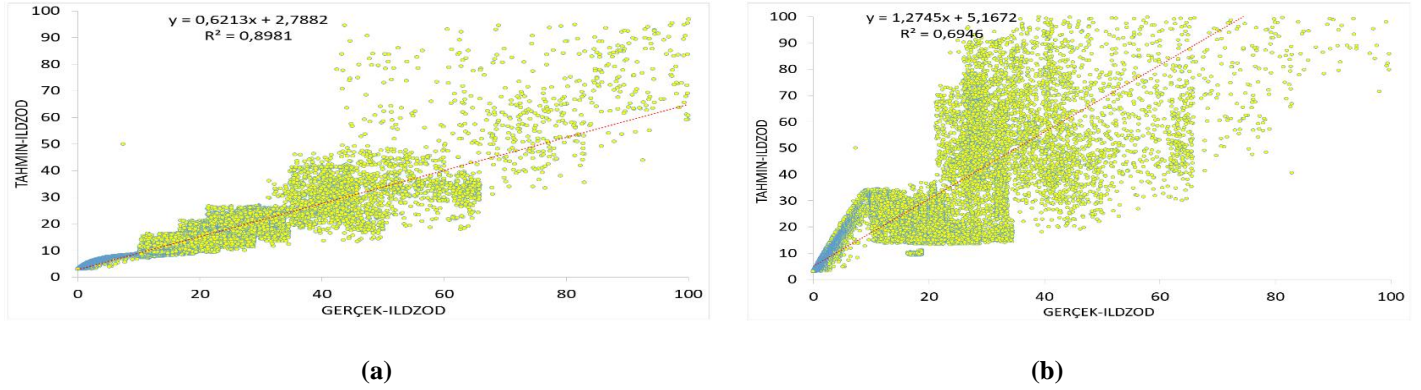 y = 0,6213x + 2,7882
R² = 0,8981
100
90
80
70
60
50
40
30
20
10
0
TAHMIN-ILDZOD
0 20 40 60 80 100
GERÇEK-ILDZOD
(a)
y = 1,2745x + 5,1672
R² = 0,6946
100
90
80
70
60
50
40
30
20
10
0
TAHMIN-ILDZOD
0 20 40 60 80 100
GERÇEK-ILDZOD
(b)